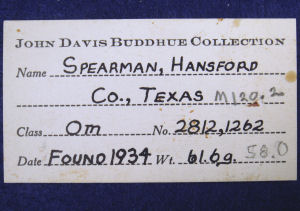 JOHN DAVIS BUDDHUE COLLECTION
Name SPEARMAN, HANSFORD
CO., TEXAS M120.2
Class Om No. 2812,1262
Date FOUND 1934 Wt. 61.6g. 58.0